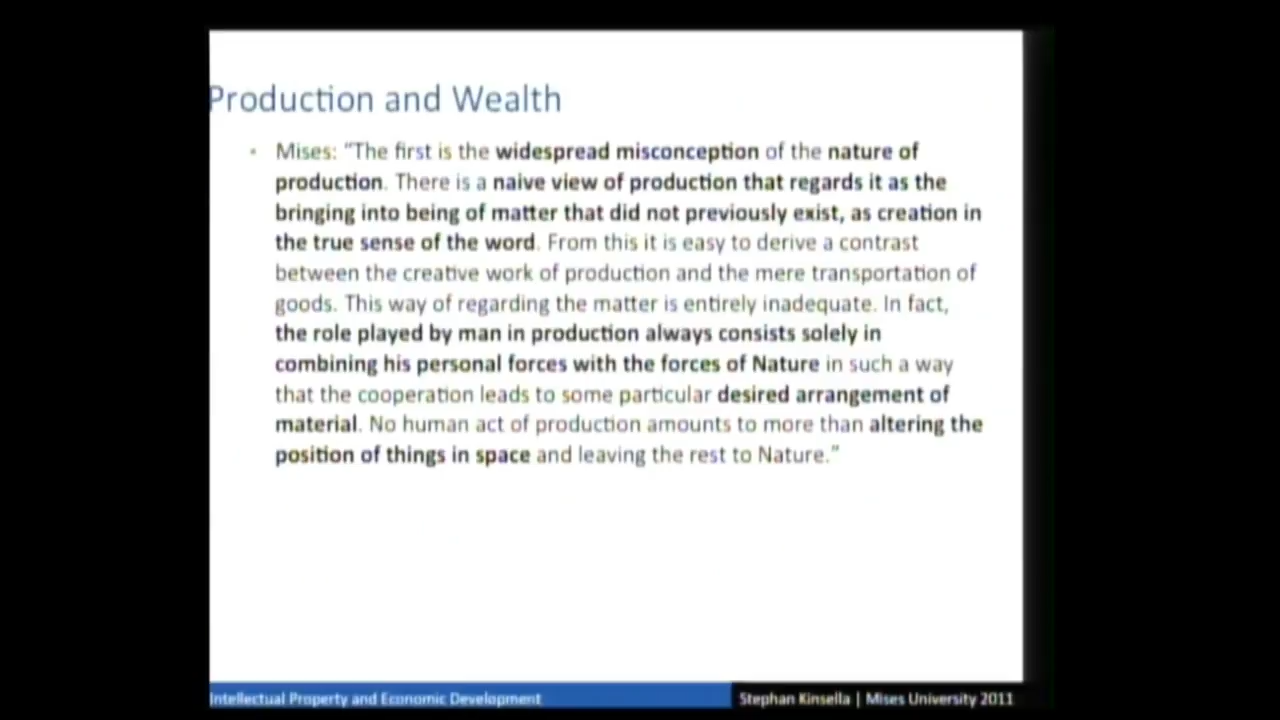 Production and Wealth
• Mises: “The first is the widespread misconception of the nature of
production. There is a naive view of production that regards it as the
bringing into being of matter that did not previously exist, as creation in
the true sense of the word. From this it is easy to derive a contrast
between the creative work of production and the mere transportation of
goods. This way of regarding the matter is entirely inadequate. In fact,
the role played by man in production always consists solely in
combining his personal forces with the forces of Nature in such a way
that the cooperation leads to some particular desired arrangement of
material. No human act of production amounts to more than altering the
position of things in space and leaving the rest to Nature.”
Intellectual Property and Economic Development
Stephan Kinsella | Mises University 2011